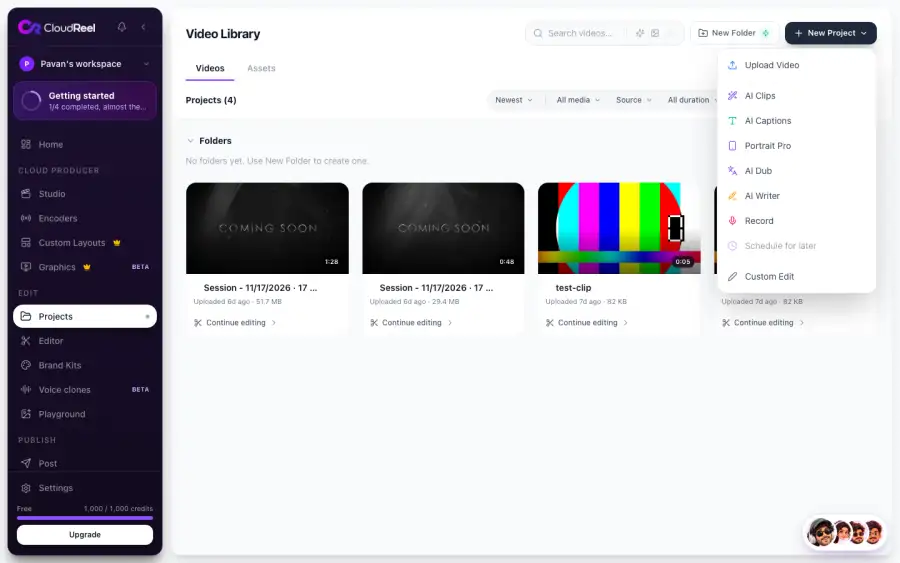 CloudReel
P
Pavan's workspace
Getting started
1/4 completed, almost the...
Home
CLOUD PRODUCER
Studio
Encoders
Custom Layouts
Graphics BETA
EDIT
Projects
Editor
Brand Kits
Voice clones BETA
Playground
PUBLISH
Post
Settings
Free 1,000 / 1,000 credits
Upgrade
Video Library
Search videos...
New Folder
New Project
Videos
Assets
Projects (4)
Newest
All media
Source
All duration
Folders
No folders yet. Use New Folder to create one.
COMING SOON
1:28
Session - 11/17/2026 · 17 ...
Uploaded 6d ago · 51.7 MB
Continue editing
COMING SOON
0:48
Session - 11/17/2026 · 17 ...
Uploaded 6d ago · 29.4 MB
Continue editing
0:05
test-clip
Uploaded 7d ago · 82 KB
Continue editing
Uploaded 7d ago · 82 KB
Continue editing
Upload Video
AI Clips
AI Captions
Portrait Pro
AI Dub
AI Writer
Record
Schedule for later
Custom Edit